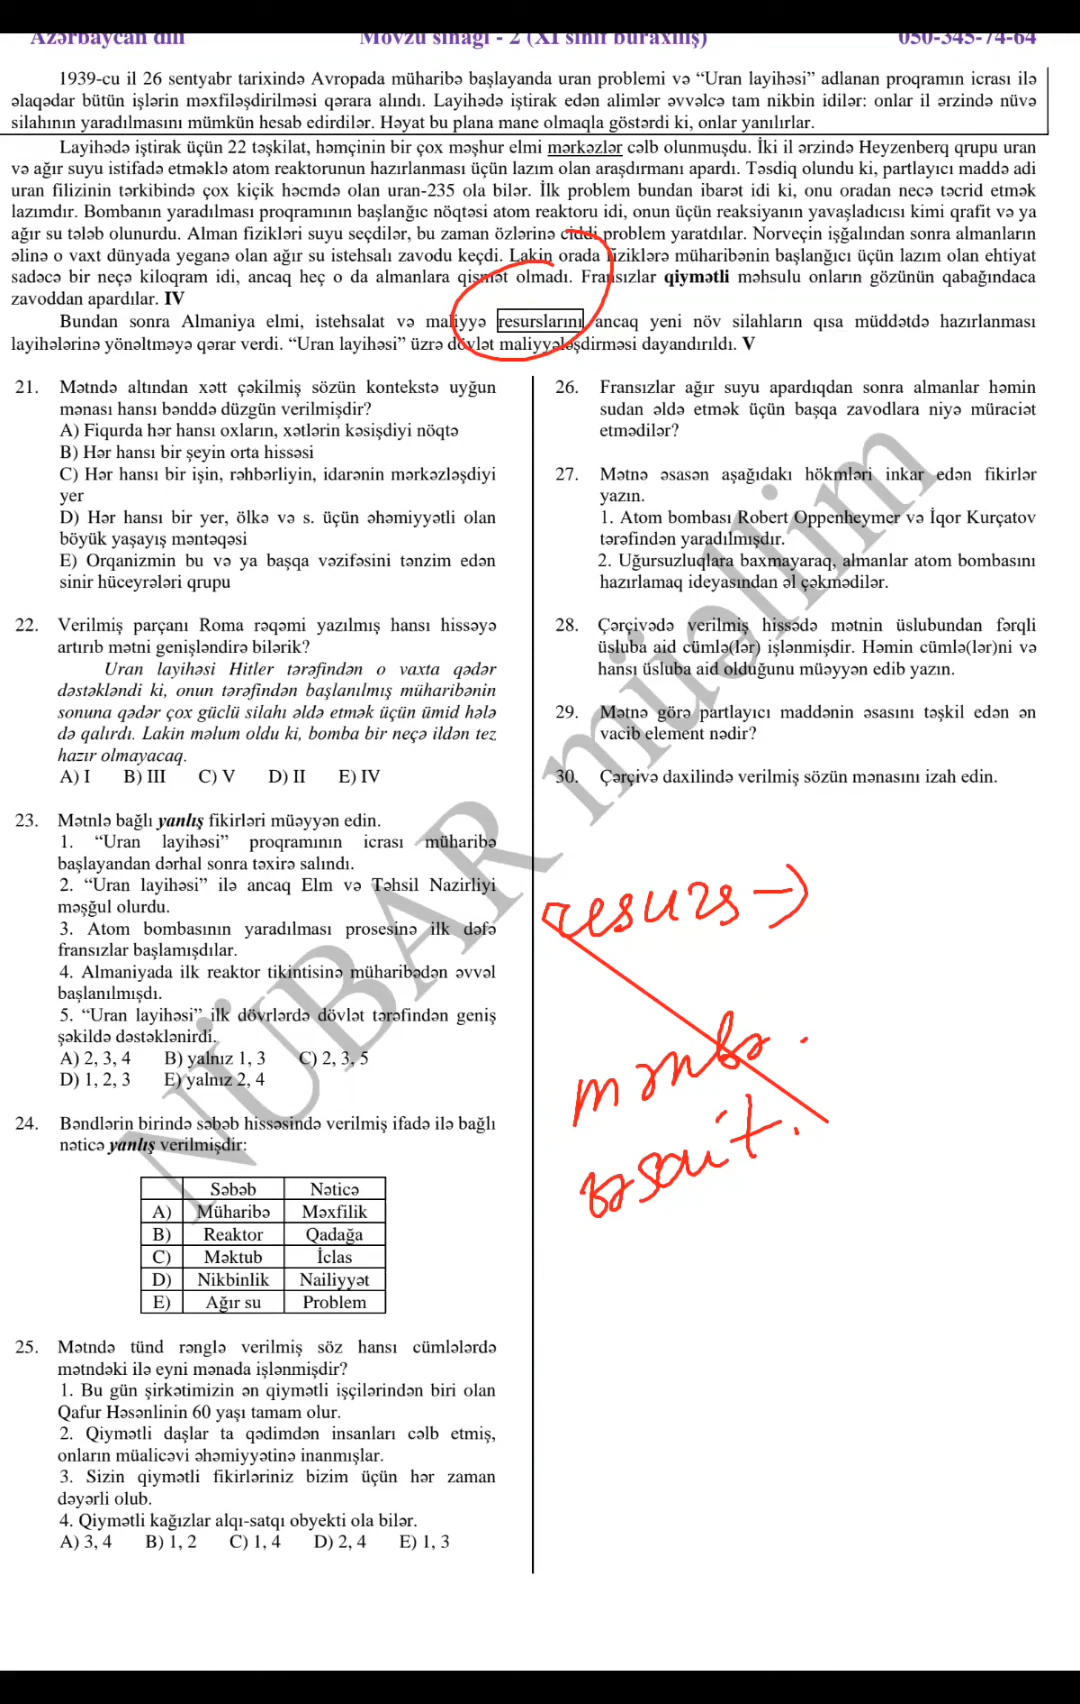 Azərbaycan dili Mövzu sınağı - 2 (XI sinif buraxılış) 050-345-74-64
1939-cu il 26 sentyabr tarixində Avropada müharibə başlayanda uran problemi və “Uran layihəsi” adlanan proqramın icrası ilə
əlaqədar bütün işlərin məxfiləşdirilməsi qərara alındı. Layihədə iştirak edən alimlər əvvəlcə tam nikbin idilər: onlar il ərzində nüvə
silahının yaradılmasını mümkün hesab edirdilər. Həyat bu plana mane olmaqla göstərdi ki, onlar yanılırlar.
Layihədə iştirak üçün 22 təşkilat, həmçinin bir çox məşhur elmi mərkəzlər cəlb olunmuşdu. İki il ərzində Heyzenberq qrupu uran
və ağır suyu istifadə etməklə atom reaktorunun hazırlanması üçün lazım olan araşdırmanı apardı. Təsdiq olundu ki, partlayıcı maddə adi
uran filizinin tərkibində çox kiçik həcmdə olan uran-235 ola bilər. İlk problem bundan ibarət idi ki, onu oradan necə təcrid etmək
lazımdır. Bombanın yaradılması proqramının başlanğıc nöqtəsi atom reaktoru idi, onun üçün reaksiyanın yavaşladıcısı kimi qrafit və ya
ağır su tələb olunurdu. Alman fizikləri suyu seçdilər, bu zaman özlərinə ciddi problem yaratdılar. Norveçin işğalından sonra almanların
əlinə o vaxt dünyada yeganə olan ağır su istehsalı zavodu keçdi. Lakin orada fiziklərə müharibənin başlanğıcı üçün lazım olan ehtiyat
sadəcə bir neçə kiloqram idi, ancaq heç o da almanlara qismət olmadı. Fransızlar qiymətli məhsulu onların gözünün qabağındaca
zavoddan apardılar. IV
Bundan sonra Almaniya elmi, istehsalat və maliyyə resurslarını ancaq yeni növ silahların qısa müddətdə hazırlanması
layihələrinə yönəltməyə qərar verdi. “Uran layihəsi” üzrə dövlət maliyyələşdirməsi dayandırıldı. V
21. Mətndə altından xətt çəkilmiş sözün kontekstə uyğun
mənası hansı bənddə düzgün verilmişdir?
A) Fiqurda hər hansı oxların, xətlərin kəsişdiyi nöqtə
B) Hər hansı bir şeyin orta hissəsi
C) Hər hansı bir işin, rəhbərliyin, idarənin mərkəzləşdiyi
yer
D) Hər hansı bir yer, ölkə və s. üçün əhəmiyyətli olan
böyük yaşayış məntəqəsi
E) Orqanizmin bu və ya başqa vəzifəsini tənzim edən
sinir hüceyrələri qrupu
22. Verilmiş parçanı Roma rəqəmi yazılmış hansı hissəyə
artırıb mətni genişləndirə bilərik?
Uran layihəsi Hitler tərəfindən o vaxta qədər
dəstəkləndi ki, onun tərəfindən başlanılmış müharibənin
sonuna qədər çox güclü silahı əldə etmək üçün ümid hələ
də qalırdı. Lakin məlum oldu ki, bomba bir neçə ildən tez
hazır olmayacaq.
A) I B) III C) V D) II E) IV
23. Mətnlə bağlı yanlış fikirləri müəyyən edin.
1. “Uran layihəsi” proqramının icrası müharibə
başlayandan dərhal sonra təxirə salındı.
2. “Uran layihəsi” ilə ancaq Elm və Təhsil Nazirliyi
məşğul olurdu.
3. Atom bombasının yaradılması prosesinə ilk dəfə
fransızlar başlamışdılar.
4. Almaniyada ilk reaktor tikintisinə müharibədən əvvəl
başlanılmışdı.
5. “Uran layihəsi” ilk dövrlərdə dövlət tərəfindən geniş
şəkildə dəstəklənirdi.
A) 2, 3, 4 B) yalnız 1, 3 C) 2, 3, 5
D) 1, 2, 3 E) yalnız 2, 4
24. Bəndlərin birində səbəb hissəsində verilmiş ifadə ilə bağlı
nəticə yanlış verilmişdir:
Səbəb Nəticə
A) Müharibə Məxfilik
B) Reaktor Qadağa
C) Məktub İclas
D) Nikbinlik Nailiyyət
E) Ağır su Problem
25. Mətndə tünd rənglə verilmiş söz hansı cümlələrdə
mətndəki ilə eyni mənada işlənmişdir?
1. Bu gün şirkətimizin ən qiymətli işçilərindən biri olan
Qafur Həsənlinin 60 yaşı tamam olur.
2. Qiymətli daşlar ta qədimdən insanları cəlb etmiş,
onların müalicəvi əhəmiyyətinə inanmışlar.
3. Sizin qiymətli fikirləriniz bizim üçün hər zaman
dəyərli olub.
4. Qiymətli kağızlar alqı-satqı obyekti ola bilər.
A) 3, 4 B) 1, 2 C) 1, 4 D) 2, 4 E) 1, 3
26. Fransızlar ağır suyu apardıqdan sonra almanlar həmin
sudan əldə etmək üçün başqa zavodlara niyə müraciət
etmədilər?
27. Mətnə əsasən aşağıdakı hökmləri inkar edən fikirlər
yazın.
1. Atom bombası Robert Oppenheymer və İqor Kurçatov
tərəfindən yaradılmışdır.
2. Uğursuzluqlara baxmayaraq, almanlar atom bombasını
hazırlamaq ideyasından əl çəkmədilər.
28. Çərçivədə verilmiş hissədə mətnin üslubundan fərqli
üsluba aid cümlə(lər) işlənmişdir. Həmin cümlə(lər)ni və
hansı üsluba aid olduğunu müəyyən edib yazın.
29. Mətnə görə partlayıcı maddənin əsasını təşkil edən ən
vacib element nədir?
30. Çərçivə daxilində verilmiş sözün mənasını izah edin.
resurs →
mənbə.
vəsait.
NÜBAR müəllim